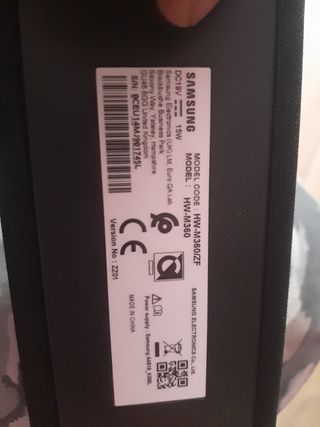 SAMSUNG
DC19V 15W
MODEL CODE : HW-M360/ZF
MODEL : HW-M360
Samsung Electronics (UK) Ltd, Euro QA Lab
Blackbushe Business Park
Saxony Way, Yateley, Hampshire
GU46 6GG United Kingdom
S/N:
Version No : ZZ01
CE
SAMSUNG ELECTRONICS Co., Ltd.
Power supply : Samsung
MADE IN CHINA